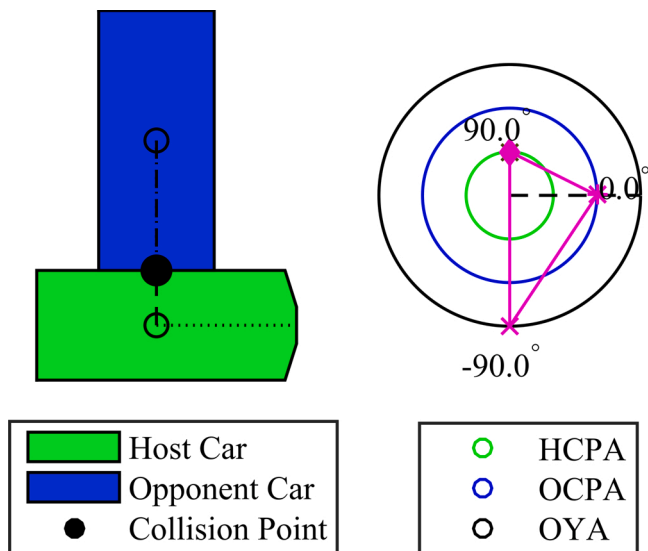 90.0°
0.0°
-90.0°
Host Car
Opponent Car
Collision Point
HCPA
OCPA
OYA